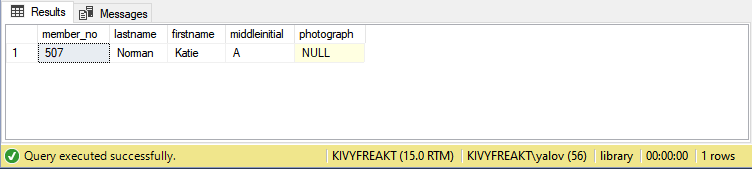 Results Messages
member_no lastname firstname middleinitial photograph
1 507 Norman Katie A NULL
Query executed successfully. KIVYFREAKT (15.0 RTM) KIVYFREAKT\yalov (56) library 00:00:00 1 rows